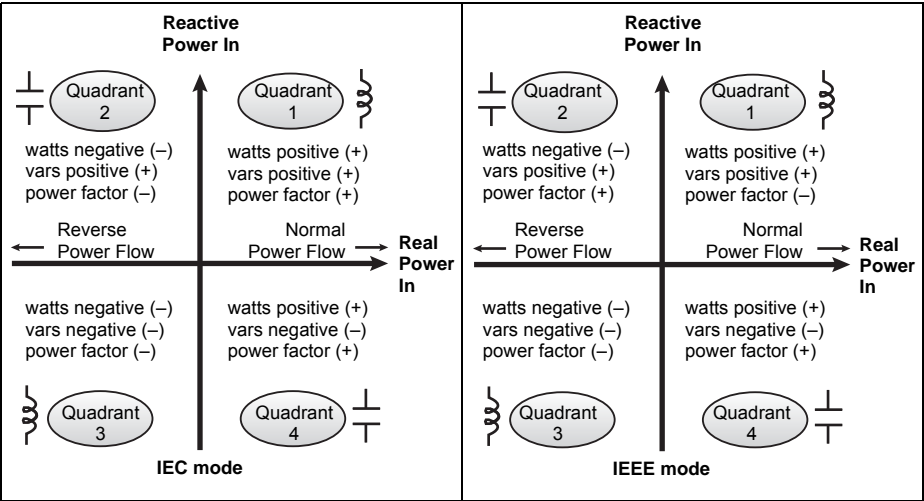 Reactive
Power In
Quadrant
2
Quadrant
1
watts negative (–)
vars positive (+)
power factor (–)
watts positive (+)
vars positive (+)
power factor (+)
Reverse
Power Flow
Normal
Power Flow
Real
Power
In
watts negative (–)
vars negative (–)
power factor (–)
watts positive (+)
vars negative (–)
power factor (+)
Quadrant
3
Quadrant
4
IEC mode
Reactive
Power In
Quadrant
2
Quadrant
1
watts negative (–)
vars positive (+)
power factor (+)
watts positive (+)
vars positive (+)
power factor (–)
Reverse
Power Flow
Normal
Power Flow
Real
Power
In
watts negative (–)
vars negative (–)
power factor (–)
watts positive (+)
vars negative (–)
power factor (+)
Quadrant
3
Quadrant
4
IEEE mode